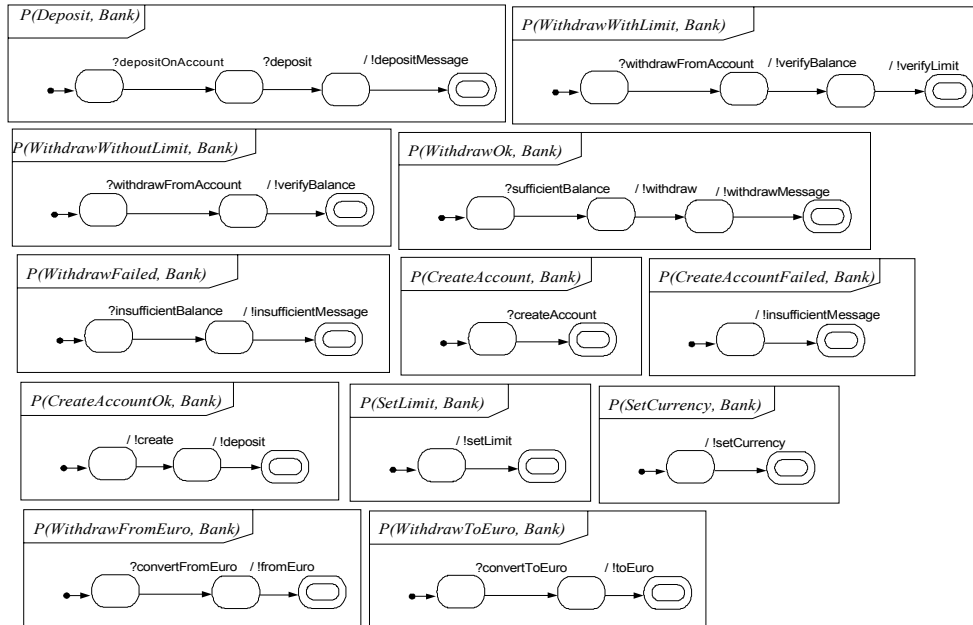 P(Deposit, Bank)
?depositOnAccount ?deposit / !depositMessage
P(WithdrawWithLimit, Bank)
?withdrawFromAccount / !verifyBalance / !verifyLimit
P(WithdrawWithoutLimit, Bank)
?withdrawFromAccount / !verifyBalance
P(WithdrawOk, Bank)
?sufficientBalance / !withdraw / !withdrawMessage
P(WithdrawFailed, Bank)
?insufficientBalance / !insufficientMessage
P(CreateAccount, Bank)
?createAccount
P(CreateAccountFailed, Bank)
/ !insufficientMessage
P(CreateAccountOk, Bank)
/ !create / !deposit
P(SetLimit, Bank)
/ !setLimit
P(SetCurrency, Bank)
/ !setCurrency
P(WithdrawFromEuro, Bank)
?convertFromEuro / !fromEuro
P(WithdrawToEuro, Bank)
?convertToEuro / !toEuro